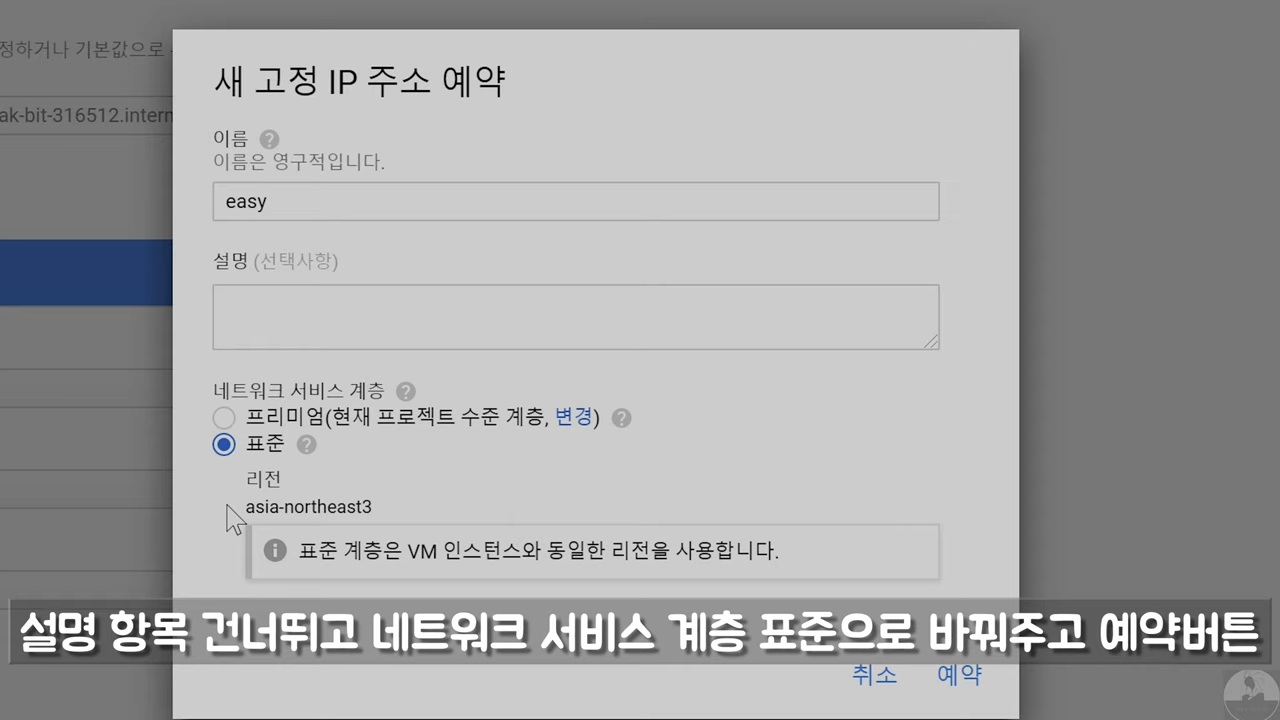 정하거나 기본값으로
ak-bit-316512.intern
새 고정 IP 주소 예약
이름
이름은 영구적입니다.
easy
설명 (선택사항)
네트워크 서비스 계층
프리미엄(현재 프로젝트 수준 계층, 변경)
표준
리전
asia-northeast3
표준 계층은 VM 인스턴스와 동일한 리전을 사용합니다.
설명 항목 건너뛰고 네트워크 서비스 계층 표준으로 바꿔주고 예약버튼
취소 예약